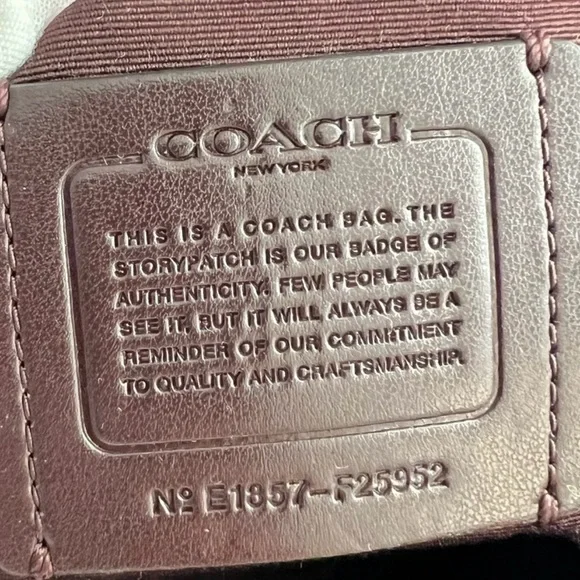 COACH
NEW YORK
THIS IS A COACH BAG. THE
STORYPATCH IS OUR BADGE OF
AUTHENTICITY. FEW PEOPLE MAY
SEE IT, BUT IT WILL ALWAYS BE A
REMINDER OF OUR COMMITMENT
TO QUALITY AND CRAFTSMANSHIP.
Nº E1857-F25952